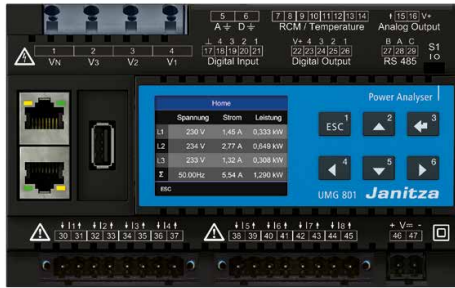 5 6 7 8 9 10 11 12 13 14 15 16 V+
A D RCM / Temperature Analog Output
1 2 3 4
VN V3 V2 V1
⊥ 4 3 2 1 V+ 4 3 2 1 B A C
17 18 19 20 21 22 23 24 25 26 27 28 29 S1
Digital Input Digital Output RS 485 I O
Power Analyser
Home
Spannung Strom Leistung
L1 230 V 1,45 A 0,333 kW
L2 234 V 2,77 A 0,649 kW
L3 233 V 1,32 A 0,308 kW
Σ 50.00Hz 5,54 A 1,290 kW
ESC
ESC 1 2 3
4 5 6
UMG 801 Janitza
I1 I2 I3 I4 I5 I6 I7 I8 + V= -
30 31 32 33 34 35 36 37 38 39 40 41 42 43 44 45 46 47